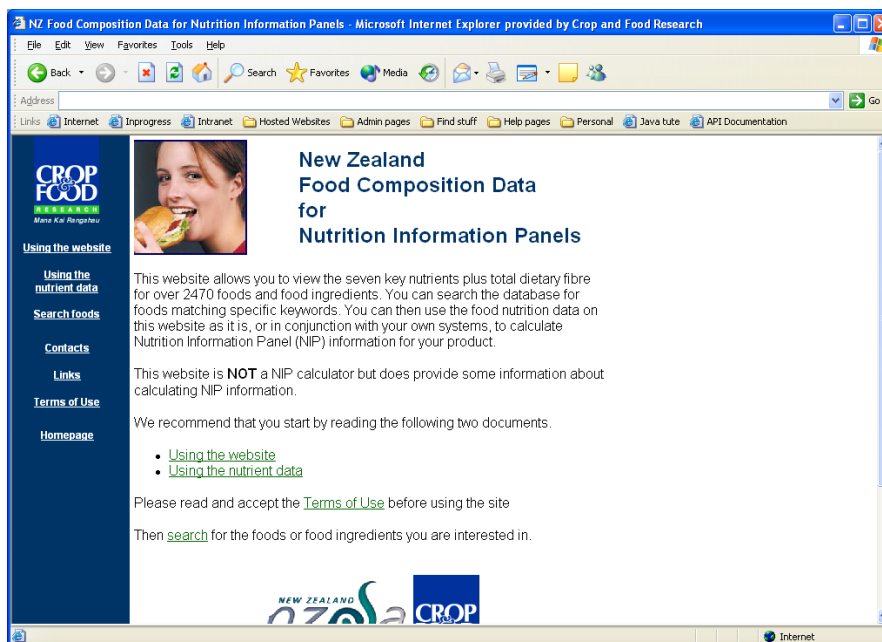 NZ Food Composition Data for Nutrition Information Panels - Microsoft Internet Explorer provided by Crop and Food Research
File Edit View Favorites Tools Help
Back Search Favorites Media
Address Go
Links Internet Inprogress Intranet Hosted Websites Admin pages Find stuff Help pages Personal Java tute API Documentation
CROP
& FOOD
RESEARCH
Mana Kai Rangahau
Using the website
Using the
nutrient data
Search foods
Contacts
Links
Terms of Use
Homepage
New Zealand
Food Composition Data
for
Nutrition Information Panels
This website allows you to view the seven key nutrients plus total dietary fibre
for over 2470 foods and food ingredients. You can search the database for
foods matching specific keywords. You can then use the food nutrition data on
this website as it is, or in conjunction with your own systems, to calculate
Nutrition Information Panel (NIP) information for your product.
This website is NOT a NIP calculator but does provide some information about
calculating NIP information.
We recommend that you start by reading the following two documents.
• Using the website
• Using the nutrient data
Please read and accept the Terms of Use before using the site
Then search for the foods or food ingredients you are interested in.
NEW ZEALAND
CROP
Internet